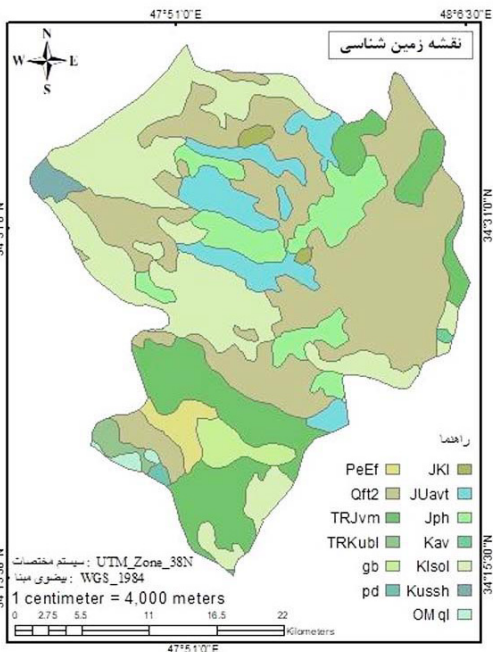 47°51'0"E
48°6'30"E
نقشه زمین شناسی
N
W E
S
34°31'0"N
راهنما
PeEf JKl
Qft2 JUavt
TRJvm Jph
TRKubl Kav
gb Klsol
pd Kussh
OMql
34°15'30"N
سیستم مختصات : UTM_Zone_38N
بیضوی مبنا : WGS_1984
1 centimeter = 4,000 meters
0 2.75 5.5 11 16.5 22
Kilometers
47°51'0"E